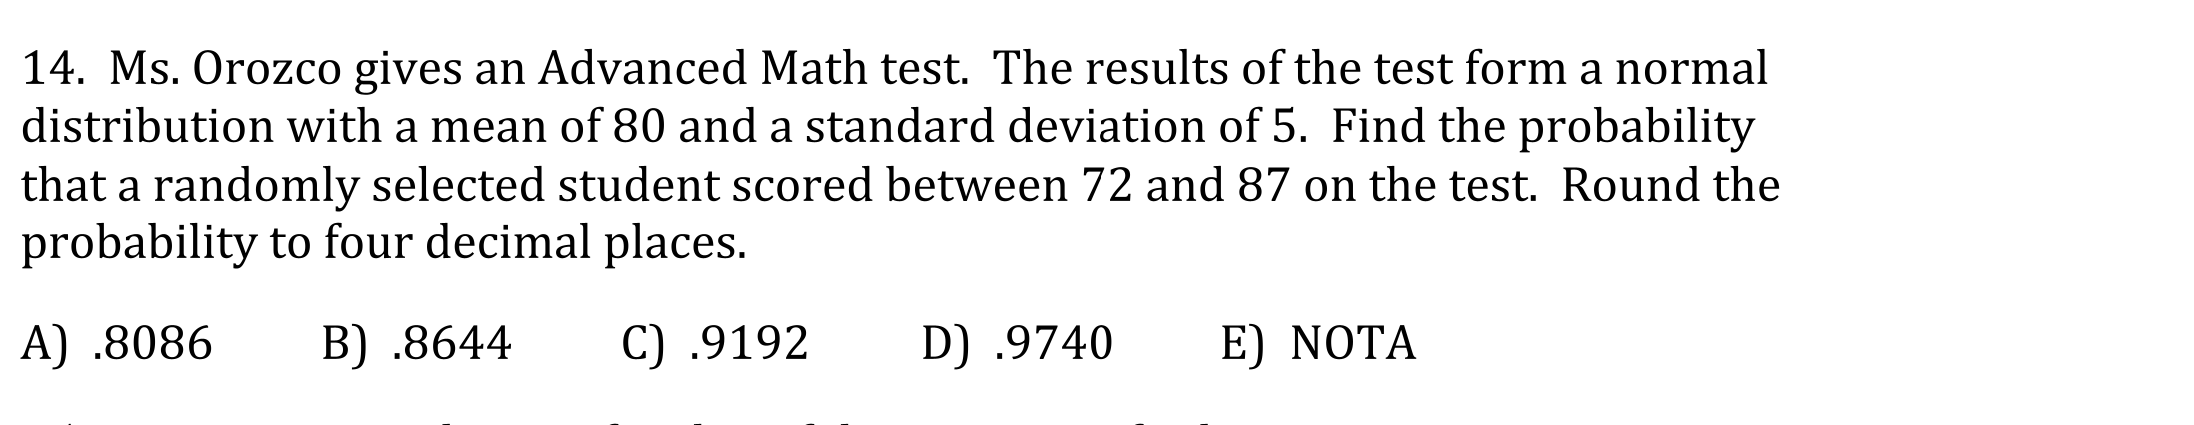 14.  Ms. Orozco gives an Advanced Math test.  The results of the test form a normal
distribution with a mean of 80 and a standard deviation of 5.  Find the probability
that a randomly selected student scored between 72 and 87 on the test.  Round the
probability to four decimal places.
A)  .8086  B)  .8644  C)  .9192  D)  .9740  E)  NOTA